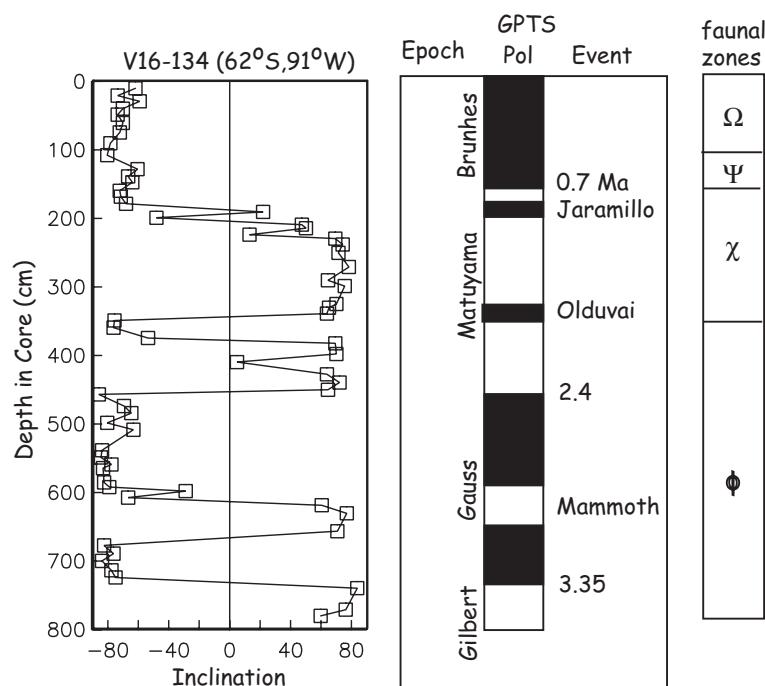 V16-134 (62°S,91°W)
0
100
200
300
400
500
600
700
800
Depth in Core (cm)
-80 -40 0 40 80
Inclination
GPTS
Epoch Pol Event
Brunhes
Matuyama
Gauss
Gilbert
0.7 Ma
Jaramillo
Olduvai
2.4
Mammoth
3.35
faunal
zones
Ω
Ψ
χ
ϕ